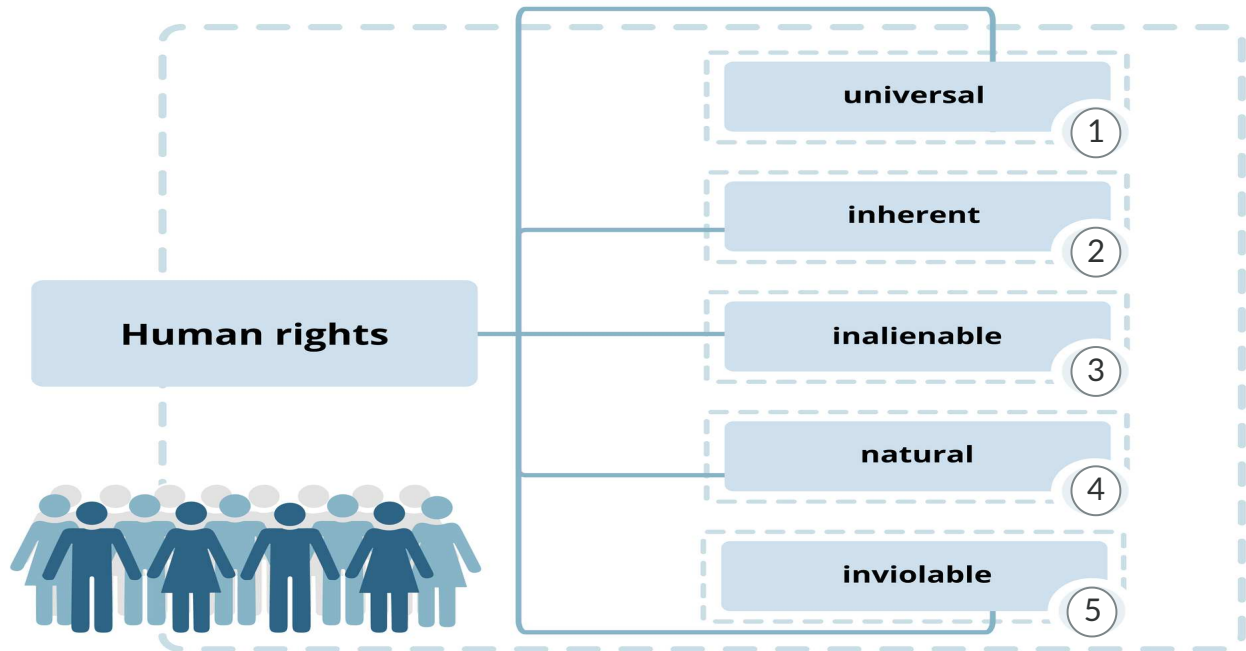 universal
1
inherent
2
Human rights
inalienable
3
natural
4
inviolable
5